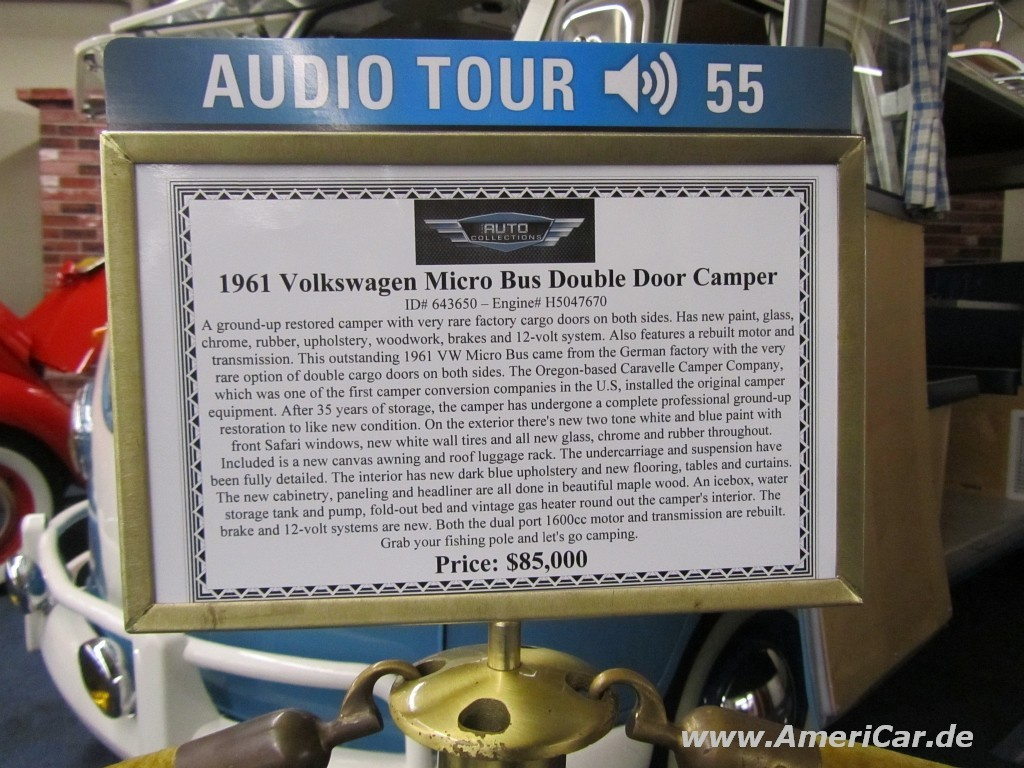 AUDIO TOUR 55
AUTO
COLLECTIONS
1961 Volkswagen Micro Bus Double Door Camper
ID# 643650 – Engine# H5047670
A ground-up restored camper with very rare factory cargo doors on both sides. Has new paint, glass,
chrome, rubber, upholstery, woodwork, brakes and 12-volt system. Also features a rebuilt motor and
transmission. This outstanding 1961 VW Micro Bus came from the German factory with the very
rare option of double cargo doors on both sides. The Oregon-based Caravelle Camper Company,
which was one of the first camper conversion companies in the U.S, installed the original camper
equipment. After 35 years of storage, the camper has undergone a complete professional ground-up
restoration to like new condition. On the exterior there's new two tone white and blue paint with
front Safari windows, new white wall tires and all new glass, chrome and rubber throughout.
Included is a new canvas awning and roof luggage rack. The undercarriage and suspension have
been fully detailed. The interior has new dark blue upholstery and new flooring, tables and curtains.
The new cabinetry, paneling and headliner are all done in beautiful maple wood. An icebox, water
storage tank and pump, fold-out bed and vintage gas heater round out the camper's interior. The
brake and 12-volt systems are new. Both the dual port 1600cc motor and transmission are rebuilt.
Grab your fishing pole and let's go camping.
Price: $85,000
www.AmeriCar.de